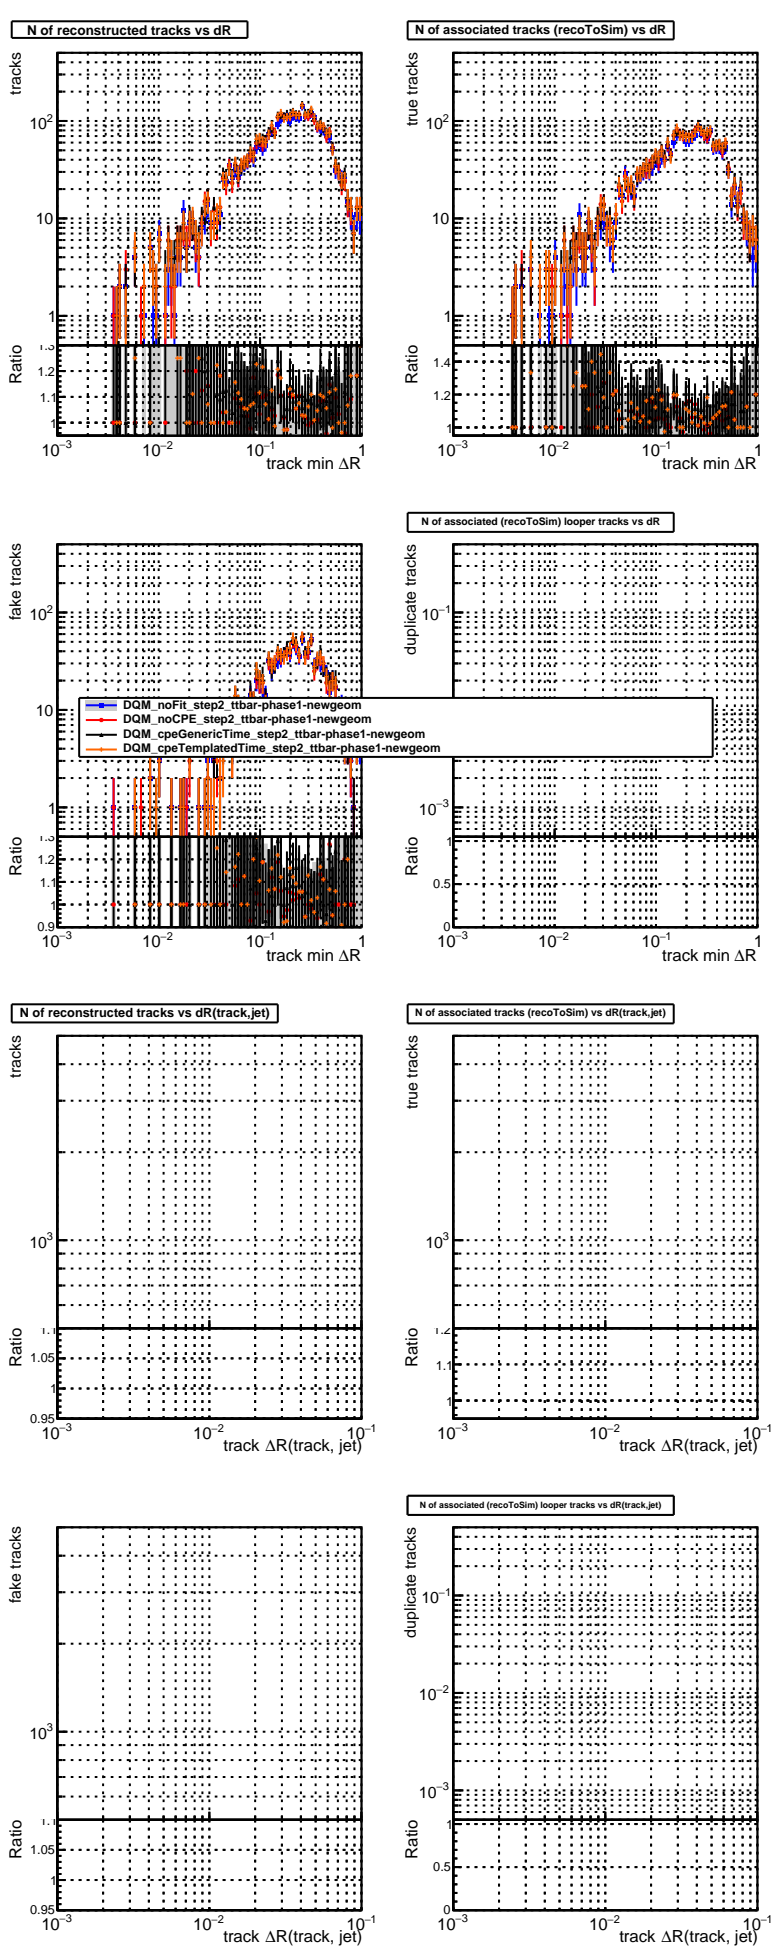 N of reconstructed tracks vs dR
tracks
10²
10
1
Ratio
1.3
1.2
1.1
1
10⁻³
10⁻²
10⁻¹
1
track min ΔR
N of associated tracks (recoToSim) vs dR
true tracks
10²
10
1
Ratio
1.4
1.2
1
10⁻³
10⁻²
10⁻¹
1
track min ΔR
fake tracks
10²
10
1
Ratio
1.3
1.2
1.1
1
0.9
10⁻³
10⁻²
10⁻¹
1
track min ΔR
N of associated (recoToSim) looper tracks vs dR
duplicate tracks
10⁻¹
10⁻³
Ratio
1
0.5
0
10⁻³
10⁻²
10⁻¹
1
track min ΔR
DQM_noFit_step2_ttbar-phase1-newgeom
DQM_noCPE_step2_ttbar-phase1-newgeom
DQM_cpeGenericTime_step2_ttbar-phase1-newgeom
DQM_cpeTemplatedTime_step2_ttbar-phase1-newgeom
N of reconstructed tracks vs dR(track,jet)
tracks
10³
Ratio
1.1
1.05
1
0.95
10⁻³
10⁻²
10⁻¹
track ΔR(track, jet)
N of associated tracks (recoToSim) vs dR(track,jet)
true tracks
10³
Ratio
1.2
1.1
1
10⁻³
10⁻²
10⁻¹
track ΔR(track, jet)
fake tracks
10³
Ratio
1.1
1.05
1
0.95
10⁻³
10⁻²
10⁻¹
track ΔR(track, jet)
N of associated (recoToSim) looper tracks vs dR(track,jet)
duplicate tracks
10⁻¹
10⁻²
10⁻³
Ratio
1
0.5
0
10⁻³
10⁻²
10⁻¹
track ΔR(track, jet)